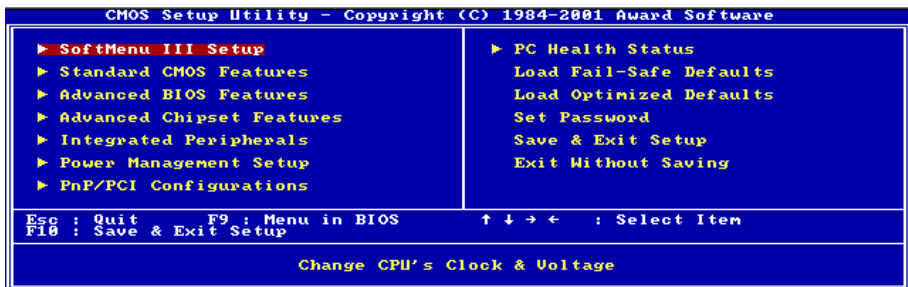 CMOS Setup Utility - Copyright (C) 1984-2001 Award Software
► SoftMenu III Setup
► Standard CMOS Features
► Advanced BIOS Features
► Advanced Chipset Features
► Integrated Peripherals
► Power Management Setup
► PnP/PCI Configurations
► PC Health Status
Load Fail-Safe Defaults
Load Optimized Defaults
Set Password
Save & Exit Setup
Exit Without Saving
Esc : Quit F9 : Menu in BIOS ↑ ↓ → ← : Select Item
F10 : Save & Exit Setup
Change CPU's Clock & Voltage